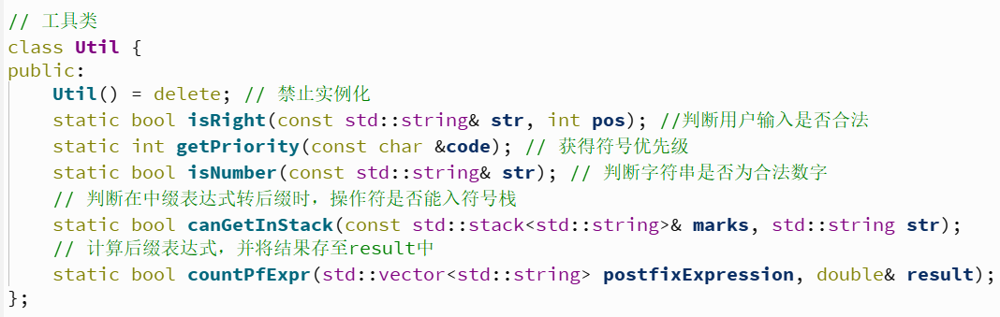 // 工具类
class Util {
public:
    Util() = delete; // 禁止实例化
    static bool isRight(const std::string& str, int pos); //判断用户输入是否合法
    static int getPriority(const char &code); // 获得符号优先级
    static bool isNumber(const std::string& str); // 判断字符串是否为合法数字
    // 判断在中缀表达式转后缀时，操作符是否能入符号栈
    static bool canGetInStack(const std::stack<std::string>& marks, std::string str);
    // 计算后缀表达式，并将结果存至result中
    static bool countPfExpr(std::vector<std::string> postfixExpression, double& result);
};